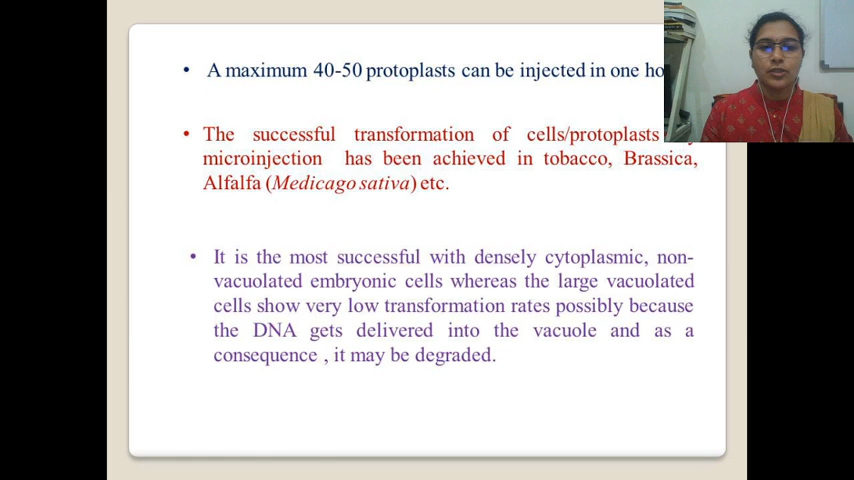 • A maximum 40-50 protoplasts can be injected in one
• The successful transformation of cells/protoplasts
microinjection has been achieved in tobacco, Brassica,
Alfalfa (Medicago sativa) etc.
• It is the most successful with densely cytoplasmic, non-
vacuolated embryonic cells whereas the large vacuolated
cells show very low transformation rates possibly because
the DNA gets delivered into the vacuole and as a
consequence , it may be degraded.